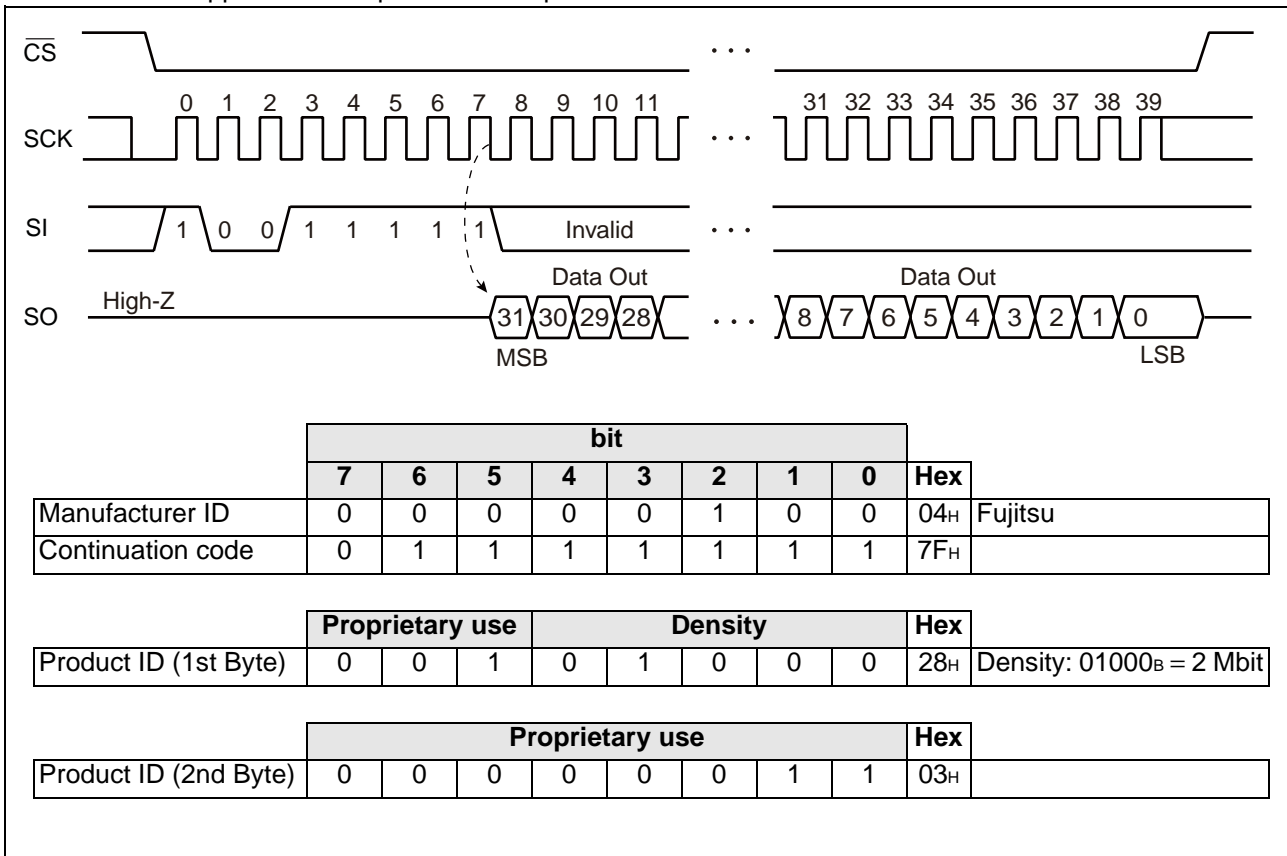 CS
· · ·
0 1 2 3 4 5 6 7 8 9 10 11 31 32 33 34 35 36 37 38 39
SCK · · ·
SI 1 0 0 1 1 1 1 1 Invalid · · ·
Data Out Data Out
High-Z
SO 31 30 29 28 · · · 8 7 6 5 4 3 2 1 0
MSB LSB
bit
7 6 5 4 3 2 1 0 Hex
Manufacturer ID 0 0 0 0 0 1 0 0 04H Fujitsu
Continuation code 0 1 1 1 1 1 1 1 7FH
Proprietary use Density Hex
Product ID (1st Byte) 0 0 1 0 1 0 0 0 28H Density: 01000B = 2 Mbit
Proprietary use Hex
Product ID (2nd Byte) 0 0 0 0 0 0 1 1 03H